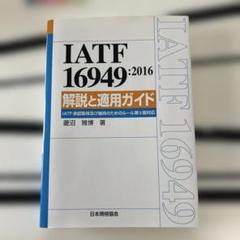 IATF
16949:2016
解説と適用ガイド
IATF 承認取得及び維持のためのルール第5版対応
菱沼 雅博 著
日本規格協会
IATF 16949